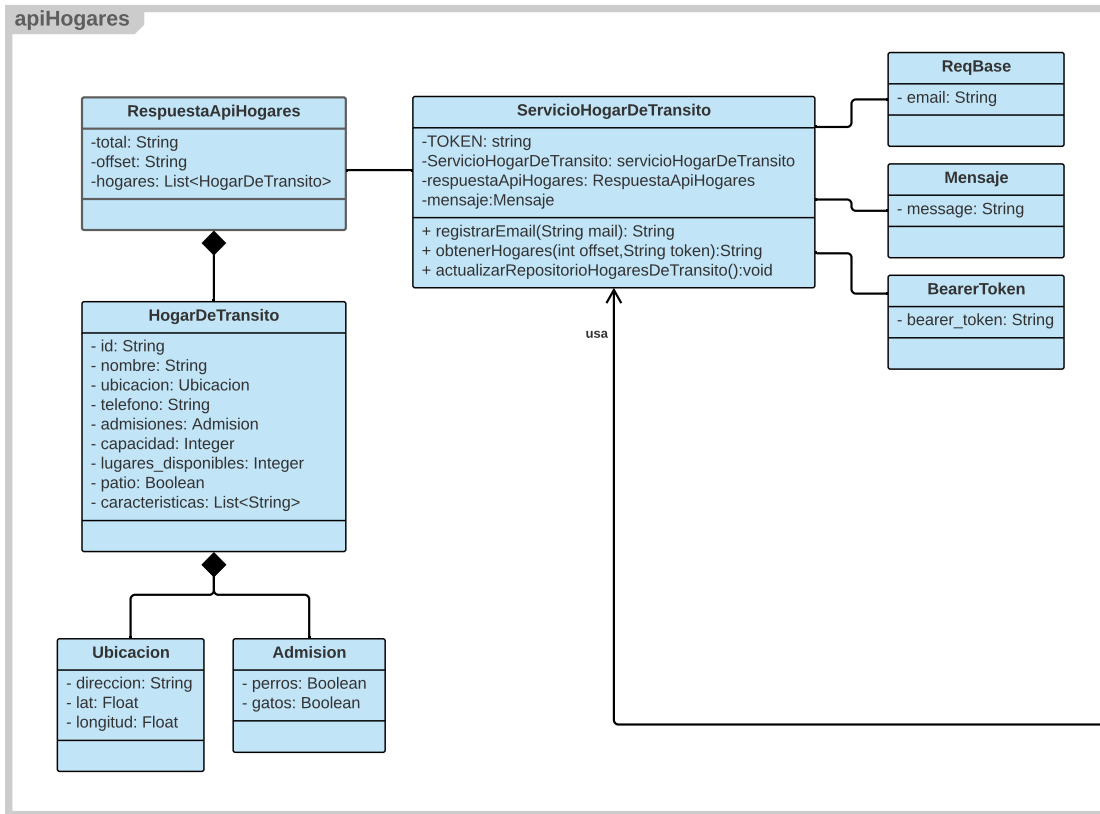 apiHogares
RespuestaApiHogares
-total: String
-offset: String
-hogares: List<HogarDeTransito>
ServicioHogarDeTransito
-TOKEN: string
-ServicioHogarDeTransito: servicioHogarDeTransito
-respuestaApiHogares: RespuestaApiHogares
-mensaje:Mensaje
+ registrarEmail(String mail): String
+ obtenerHogares(int offset,String token):String
+ actualizarRepositorioHogaresDeTransito():void
ReqBase
- email: String
Mensaje
- message: String
BearerToken
- bearer_token: String
usa
HogarDeTransito
- id: String
- nombre: String
- ubicacion: Ubicacion
- telefono: String
- admisiones: Admision
- capacidad: Integer
- lugares_disponibles: Integer
- patio: Boolean
- caracteristicas: List<String>
Ubicacion
- direccion: String
- lat: Float
- longitud: Float
Admision
- perros: Boolean
- gatos: Boolean